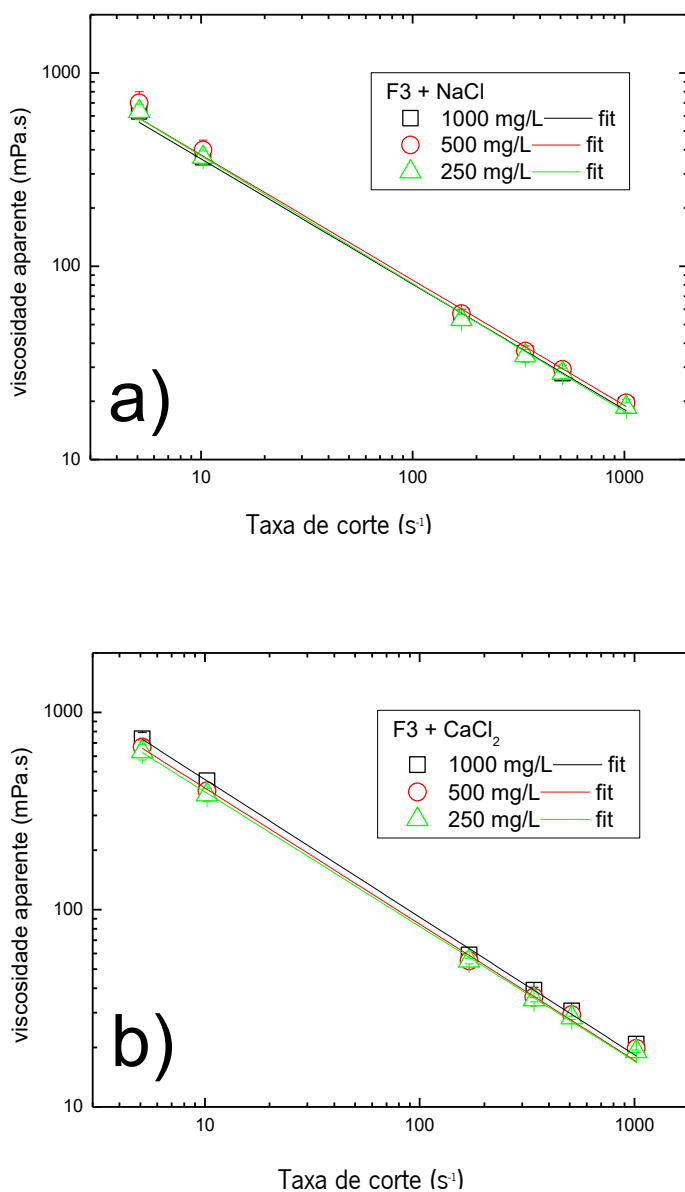 1000
F3 + NaCl
1000 mg/L fit
500 mg/L fit
250 mg/L fit
viscosidade aparente (mPa.s)
100
a)
10
10 100 1000
Taxa de corte (s⁻¹)
1000
F3 + CaCl₂
1000 mg/L fit
500 mg/L fit
250 mg/L fit
viscosidade aparente (mPa.s)
100
b)
10
10 100 1000
Taxa de corte (s⁻¹)